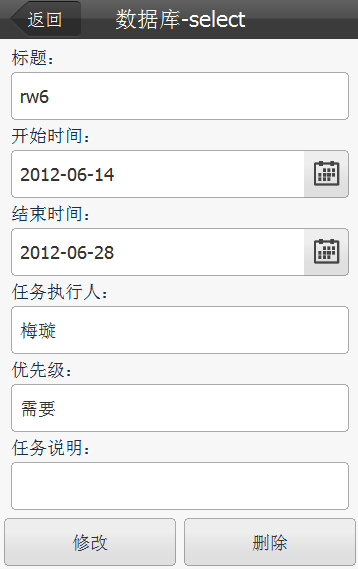 返回
数据库-select
标题：
rw6
开始时间：
2012-06-14
结束时间：
2012-06-28
任务执行人：
梅璇
优先级：
需要
任务说明：
修改
删除